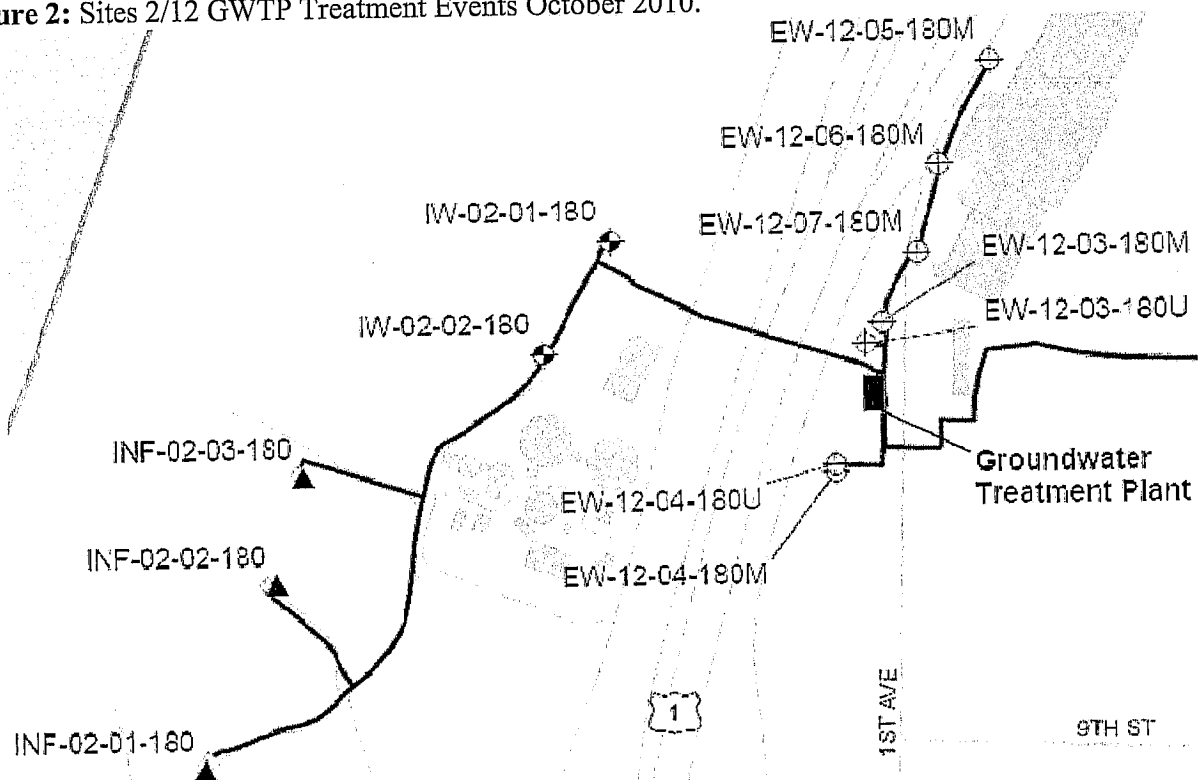 ure 2: Sites 2/12 GWTP Treatment Events October 2010.
EW-12-05-180M
EW-12-06-180M
IW-02-01-180
EW-12-07-180M
EW-12-03-180M
EW-12-03-180U
IW-02-02-180
INF-02-03-180
Groundwater
Treatment Plant
EW-12-04-180U
INF-02-02-180
EW-12-04-180M
1
1ST AVE
9TH ST
INF-02-01-180